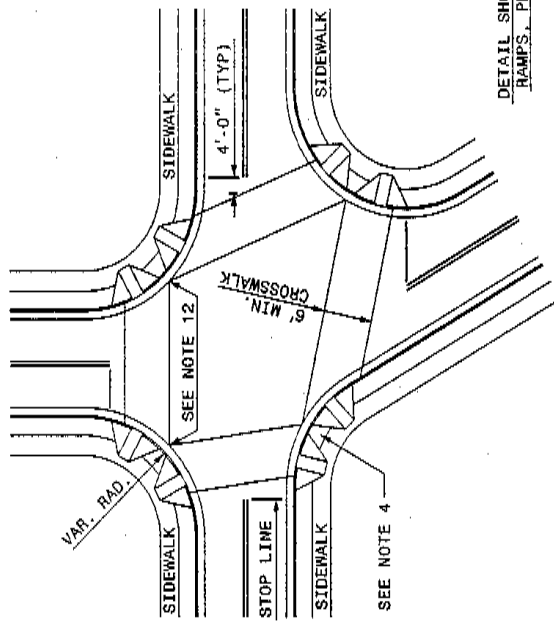 SIDEWALK
4'-0" (TYP)
SIDEWALK
DETAIL
RAMPS,
6' MIN.
CROSSWALK
SEE NOTE 12
VAR. RAD.
SIDEWALK
STOP LINE
SIDEWALK
SEE NOTE 4